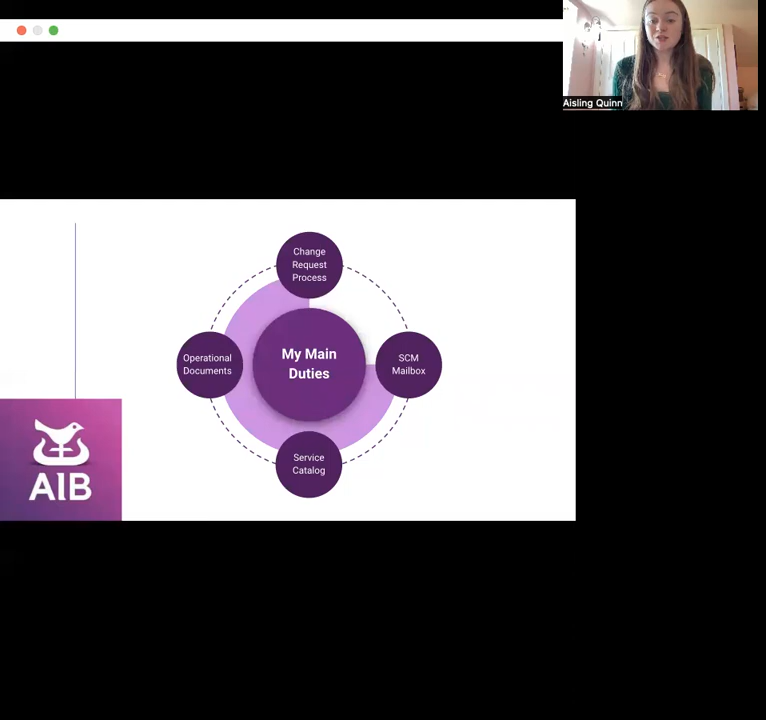 Aisling Quinn
Change
Request
Process
Operational
Documents
My Main
Duties
SCM
Mailbox
Service
Catalog
AIB